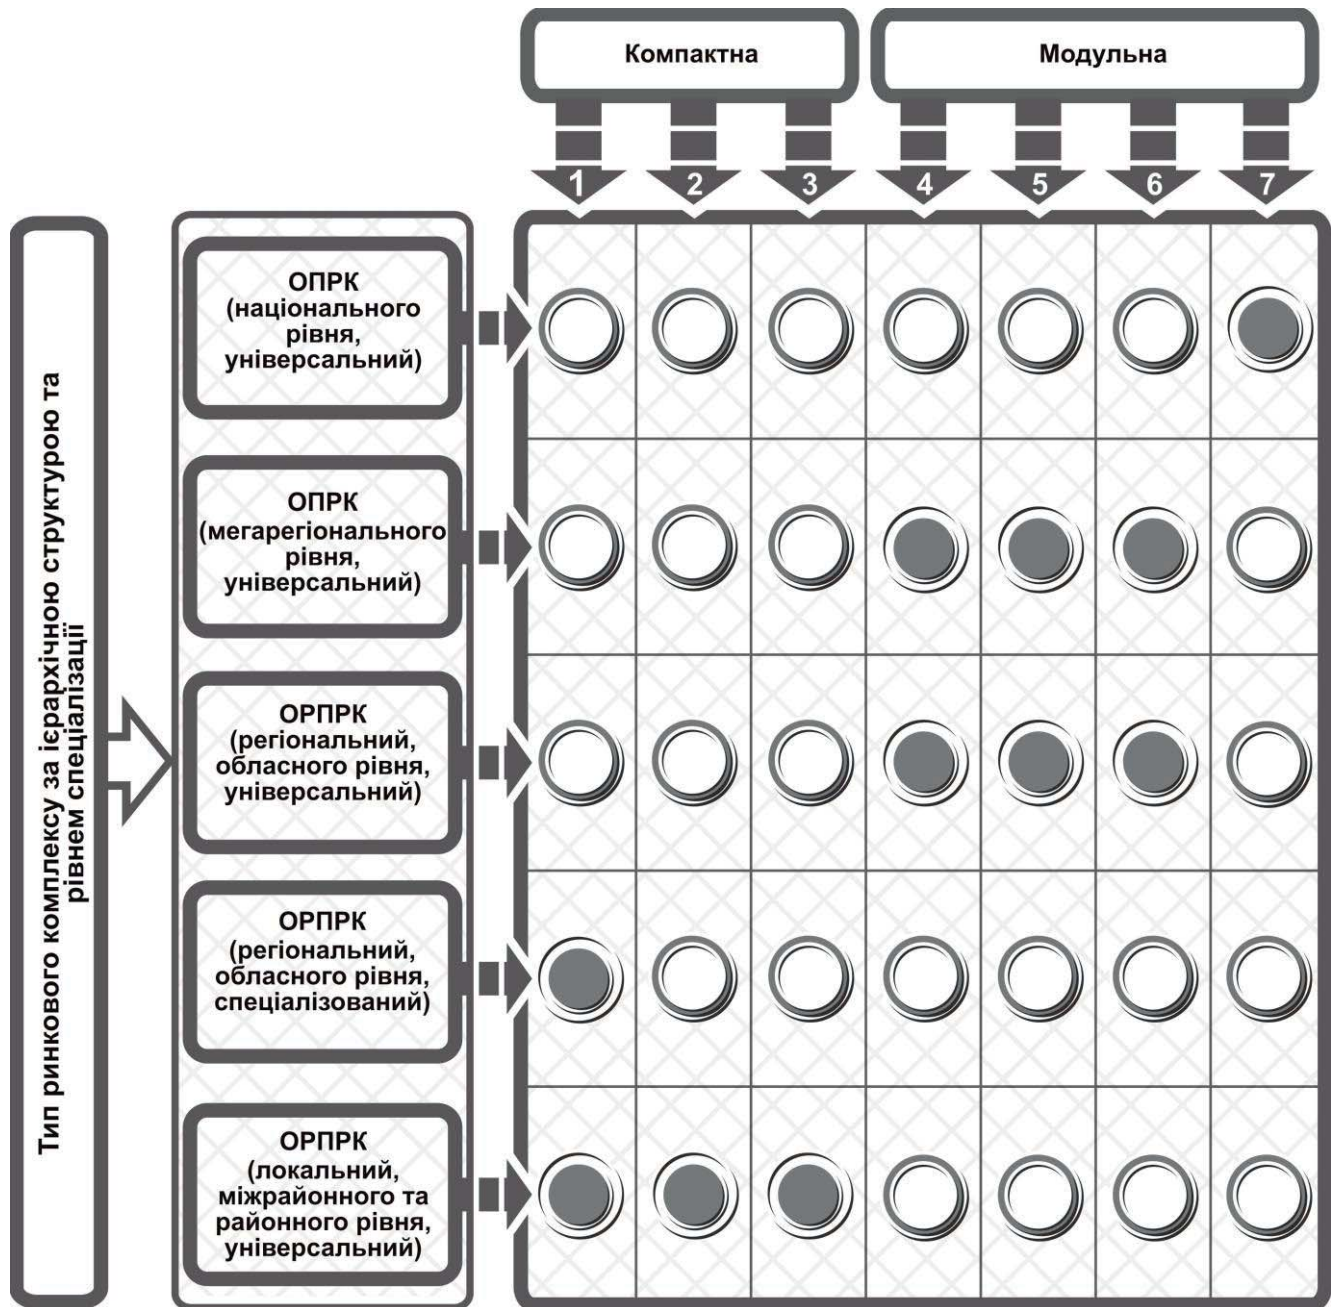 Компактна
Модульна
1 2 3 4 5 6 7
Тип ринкового комплексу за ієрархічною структурою та
рівнем спеціалізації
ОПРК
(національного
рівня,
універсальний)
ОПРК
(мегарегіонального
рівня,
універсальний)
ОРПРК
(регіональний,
обласного рівня,
універсальний)
ОРПРК
(регіональний,
обласного рівня,
спеціалізований)
ОРПРК
(локальний,
міжрайонного та
районного рівня,
універсальний)